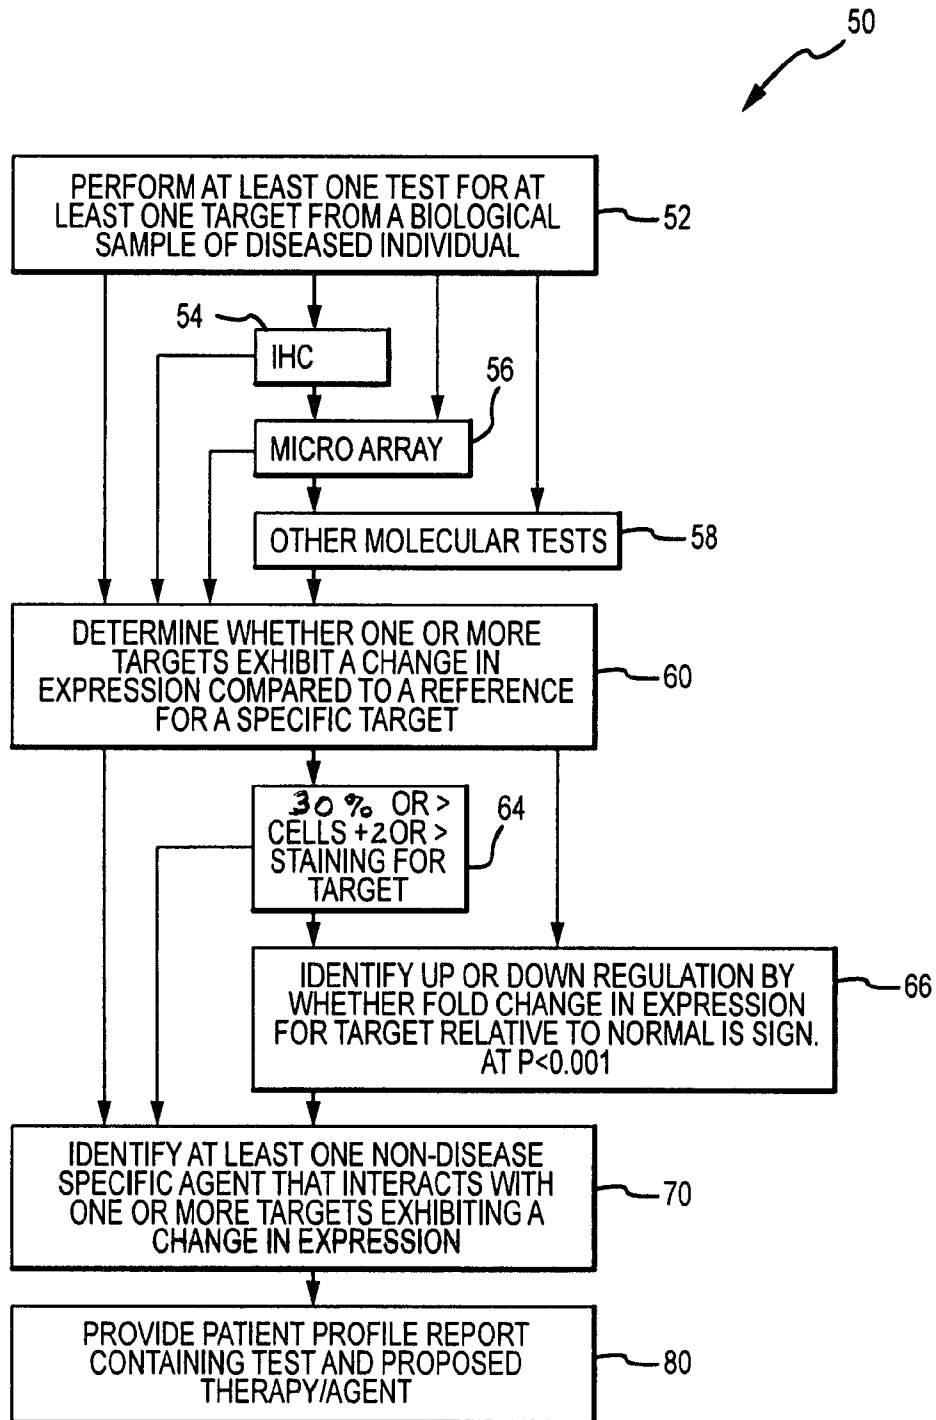 50
PERFORM AT LEAST ONE TEST FOR AT
LEAST ONE TARGET FROM A BIOLOGICAL
SAMPLE OF DISEASED INDIVIDUAL
52
54
IHC
56
MICRO ARRAY
OTHER MOLECULAR TESTS
58
DETERMINE WHETHER ONE OR MORE
TARGETS EXHIBIT A CHANGE IN
EXPRESSION COMPARED TO A REFERENCE
FOR A SPECIFIC TARGET
60
30% OR >
CELLS +2 OR >
STAINING FOR
TARGET
64
IDENTIFY UP OR DOWN REGULATION BY
WHETHER FOLD CHANGE IN EXPRESSION
FOR TARGET RELATIVE TO NORMAL IS SIGN.
AT P<0.001
66
IDENTIFY AT LEAST ONE NON-DISEASE
SPECIFIC AGENT THAT INTERACTS WITH
ONE OR MORE TARGETS EXHIBITING A
CHANGE IN EXPRESSION
70
PROVIDE PATIENT PROFILE REPORT
CONTAINING TEST AND PROPOSED
THERAPY/AGENT
80